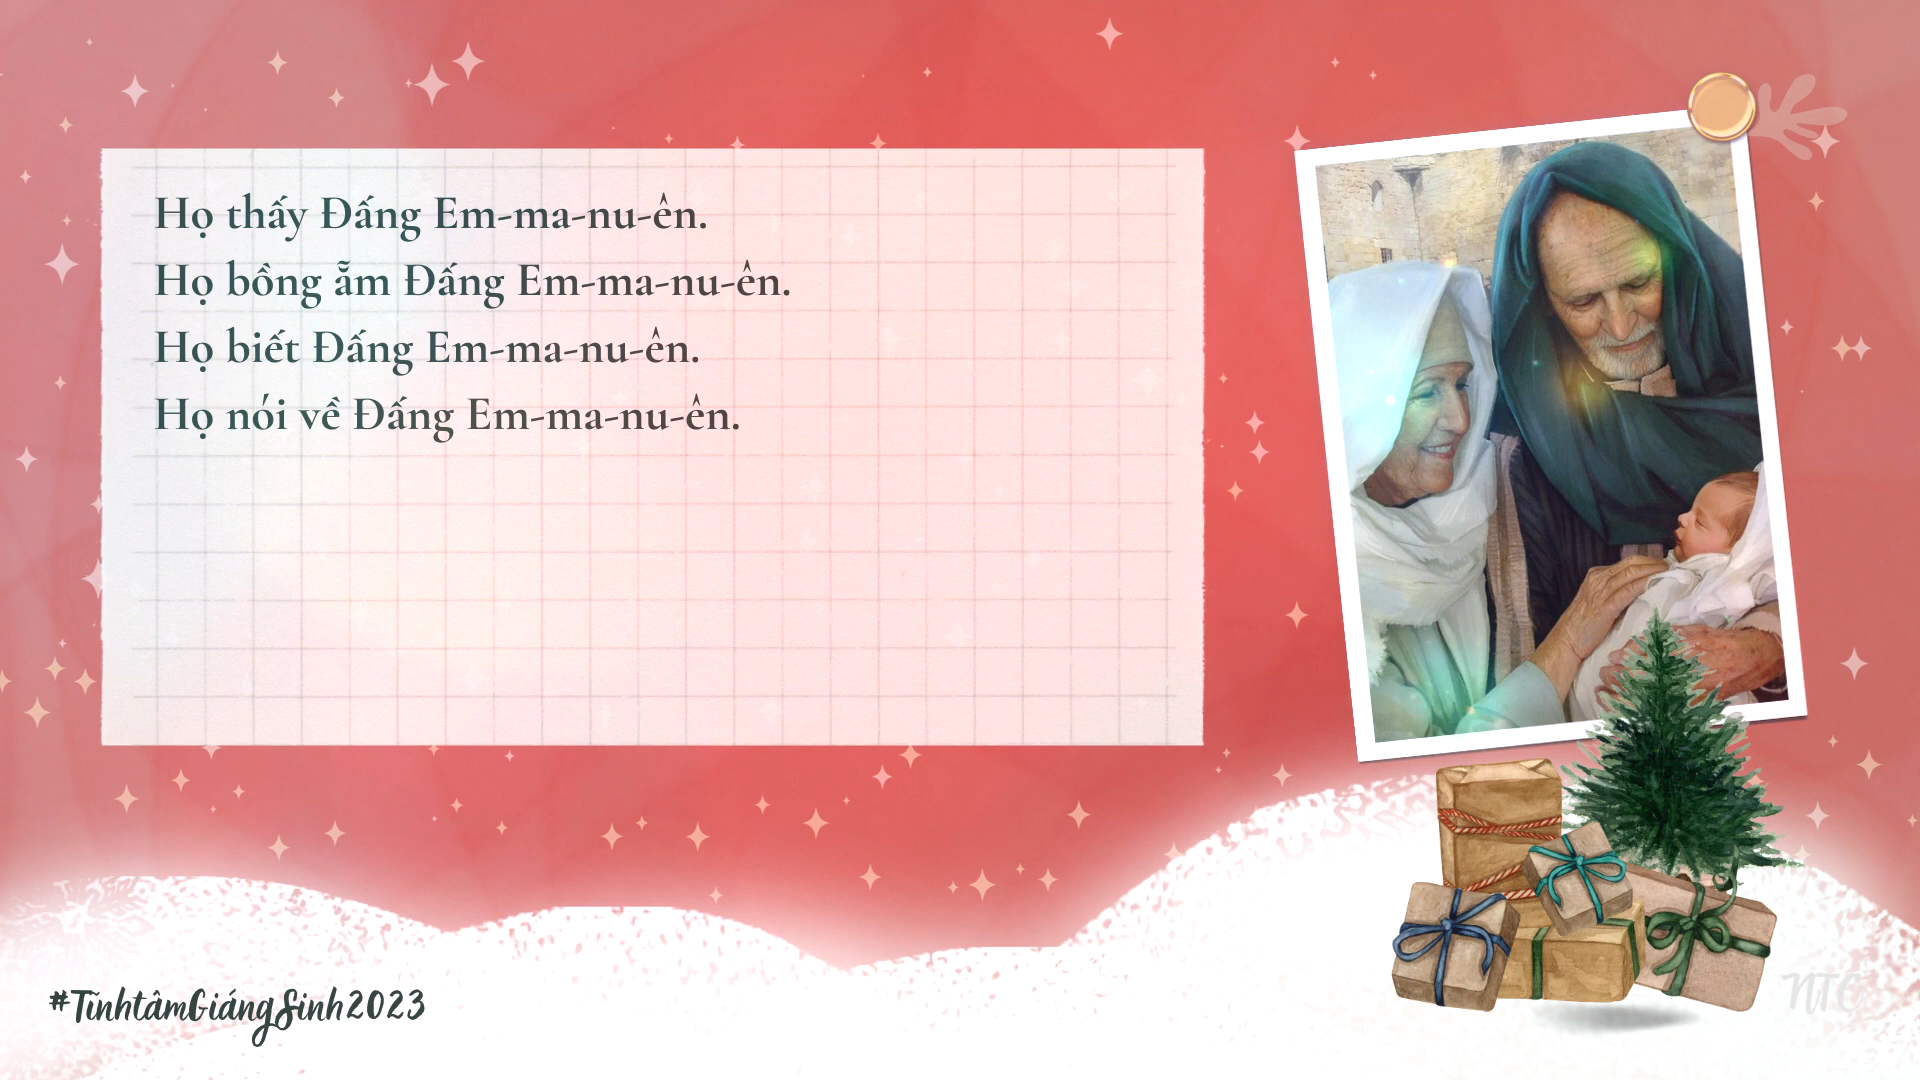 Họ thấy Đấng Em-ma-nu-ên.
Họ bồng ẵm Đấng Em-ma-nu-ên.
Họ biết Đấng Em-ma-nu-ên.
Họ nói về Đấng Em-ma-nu-ên.
#TĩnhtâmGiángSinh2023
NTC